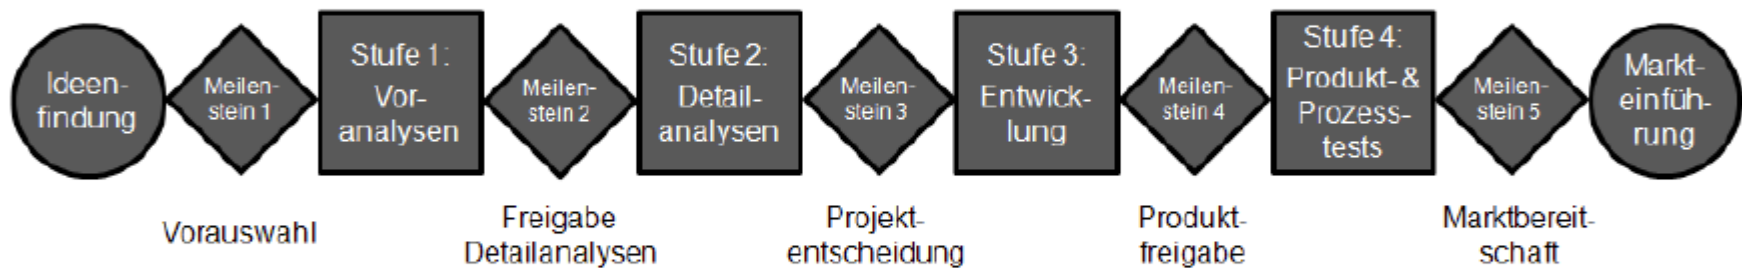 Ideen-
findung
Meilen-
stein 1
Stufe 1:
Vor-
analysen
Meilen-
stein 2
Stufe 2:
Detail-
analysen
Meilen-
stein 3
Stufe 3:
Entwick-
lung
Meilen-
stein 4
Stufe 4:
Produkt- &
Prozess-
tests
Meilen-
stein 5
Markt-
einfüh-
rung
Vorauswahl
Freigabe
Detailanalysen
Projekt-
entscheidung
Produkt-
freigabe
Marktbereit-
schaft